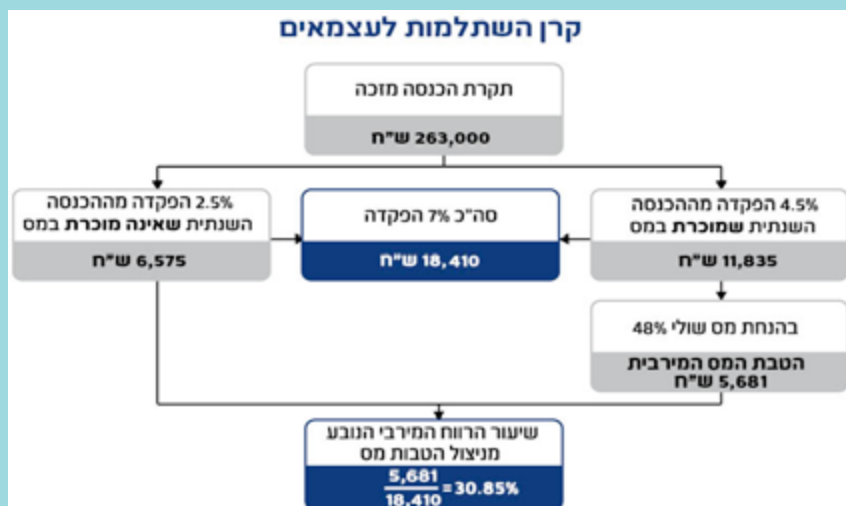 קרן השתלמות לעצמאים
תקרת הכנסה מזכה
263,000 ש"ח
4.5% הפקדה מההכנסה
השנתית שמוכרת במס
11,835 ש"ח
סה"כ 7% הפקדה
18,410 ש"ח
2.5% הפקדה מההכנסה
השנתית שאינה מוכרת במס
6,575 ש"ח
בהנחת מס שולי 48%
הטבת המס המירבית
5,681 ש"ח
שיעור הרווח המירבי הנובע
מניצול הטבות מס
5,681/18,410=30.85%